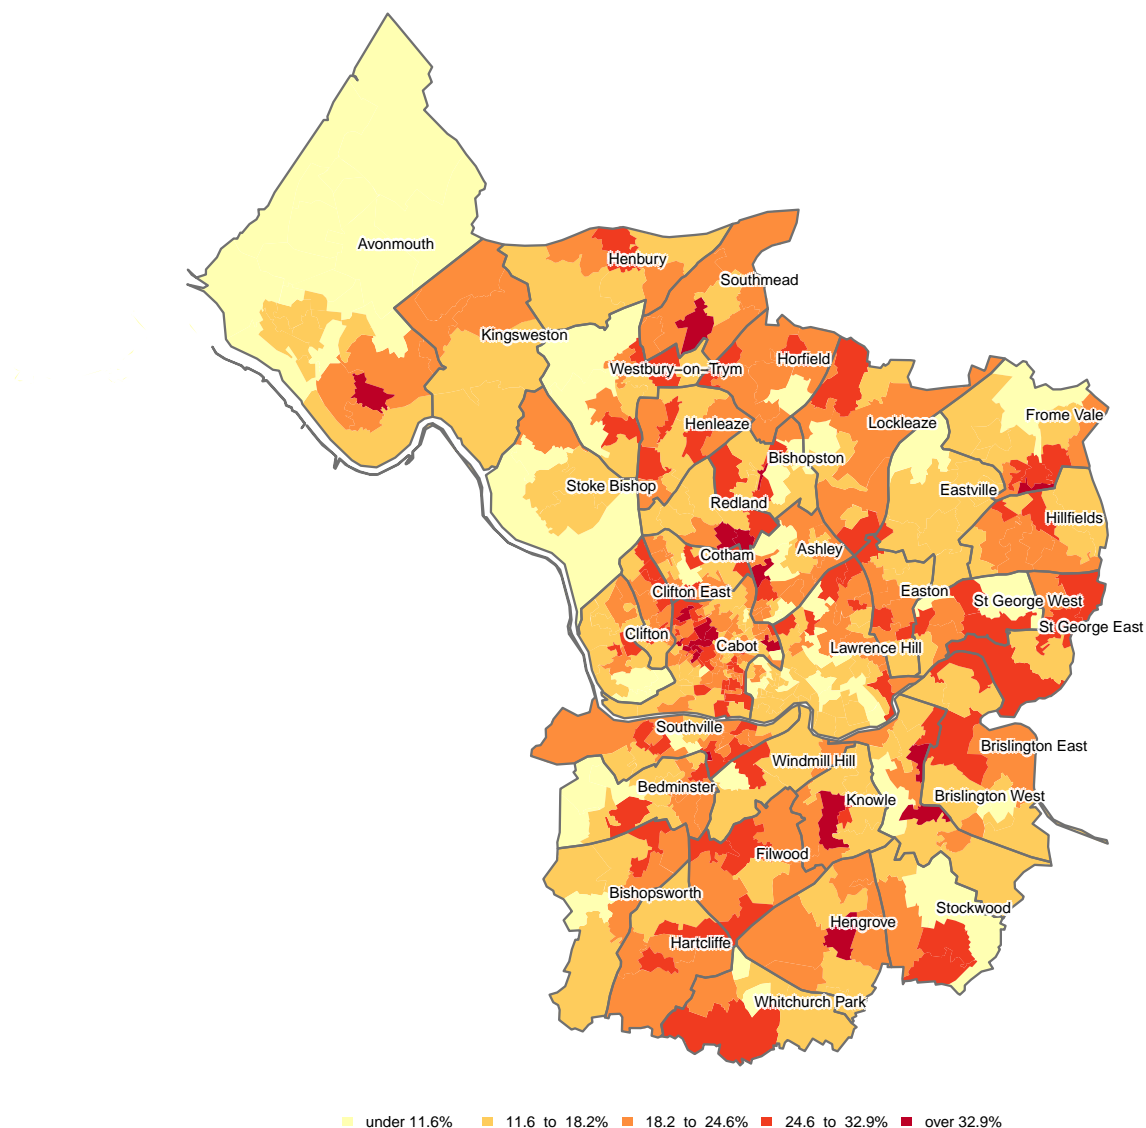 Avonmouth
Henbury
Southmead
Kingsweston
Horfield
Westbury–on–Trym
Frome Vale
Henleaze
Lockleaze
Bishopston
Stoke Bishop
Eastville
Redland
Hillfields
Ashley
Cotham
Clifton East
Easton
St George West
St George East
Clifton
Cabot
Lawrence Hill
Southville
Brislington East
Windmill Hill
Bedminster
Brislington West
Knowle
Filwood
Bishopsworth
Stockwood
Hengrove
Hartcliffe
Whitchurch Park
under 11.6% 11.6 to 18.2% 18.2 to 24.6% 24.6 to 32.9% over 32.9%